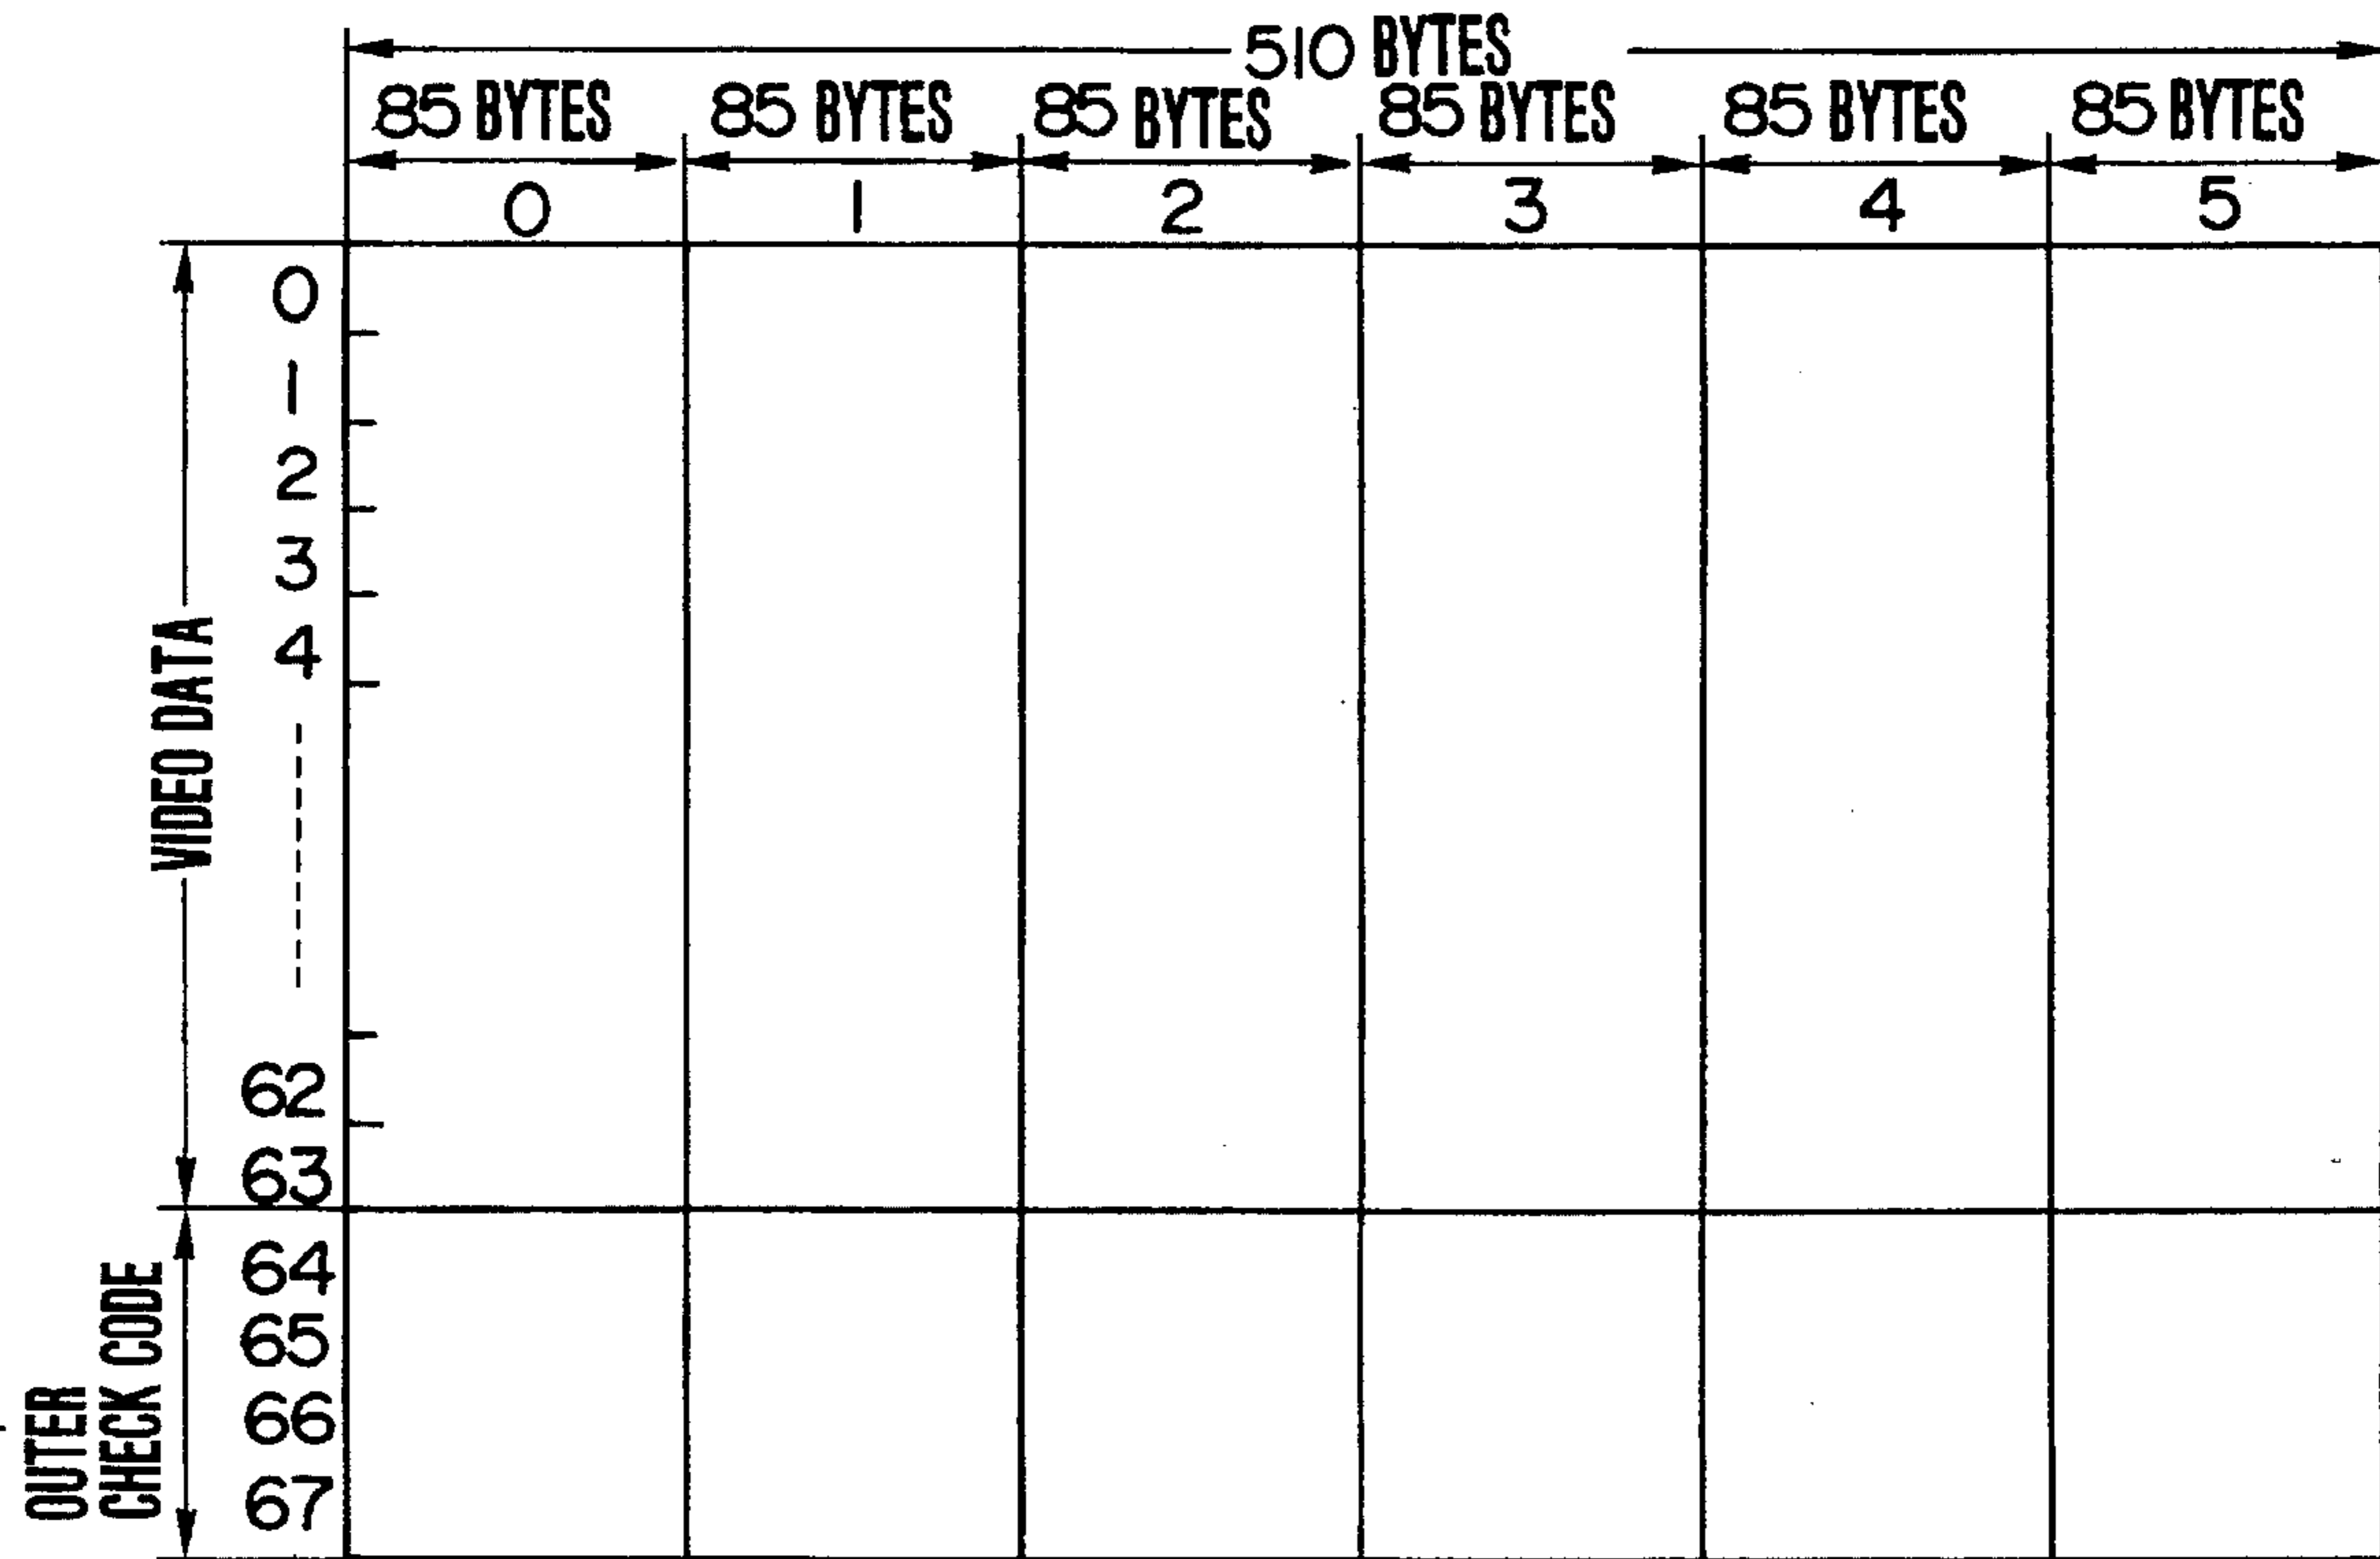 510 BYTES
85 BYTES 85 BYTES 85 BYTES 85 BYTES 85 BYTES 85 BYTES
0 1 2 3 4 5
VIDEO DATA
0
1
2
3
4
62
63
OUTER
CHECK CODE
64
65
66
67